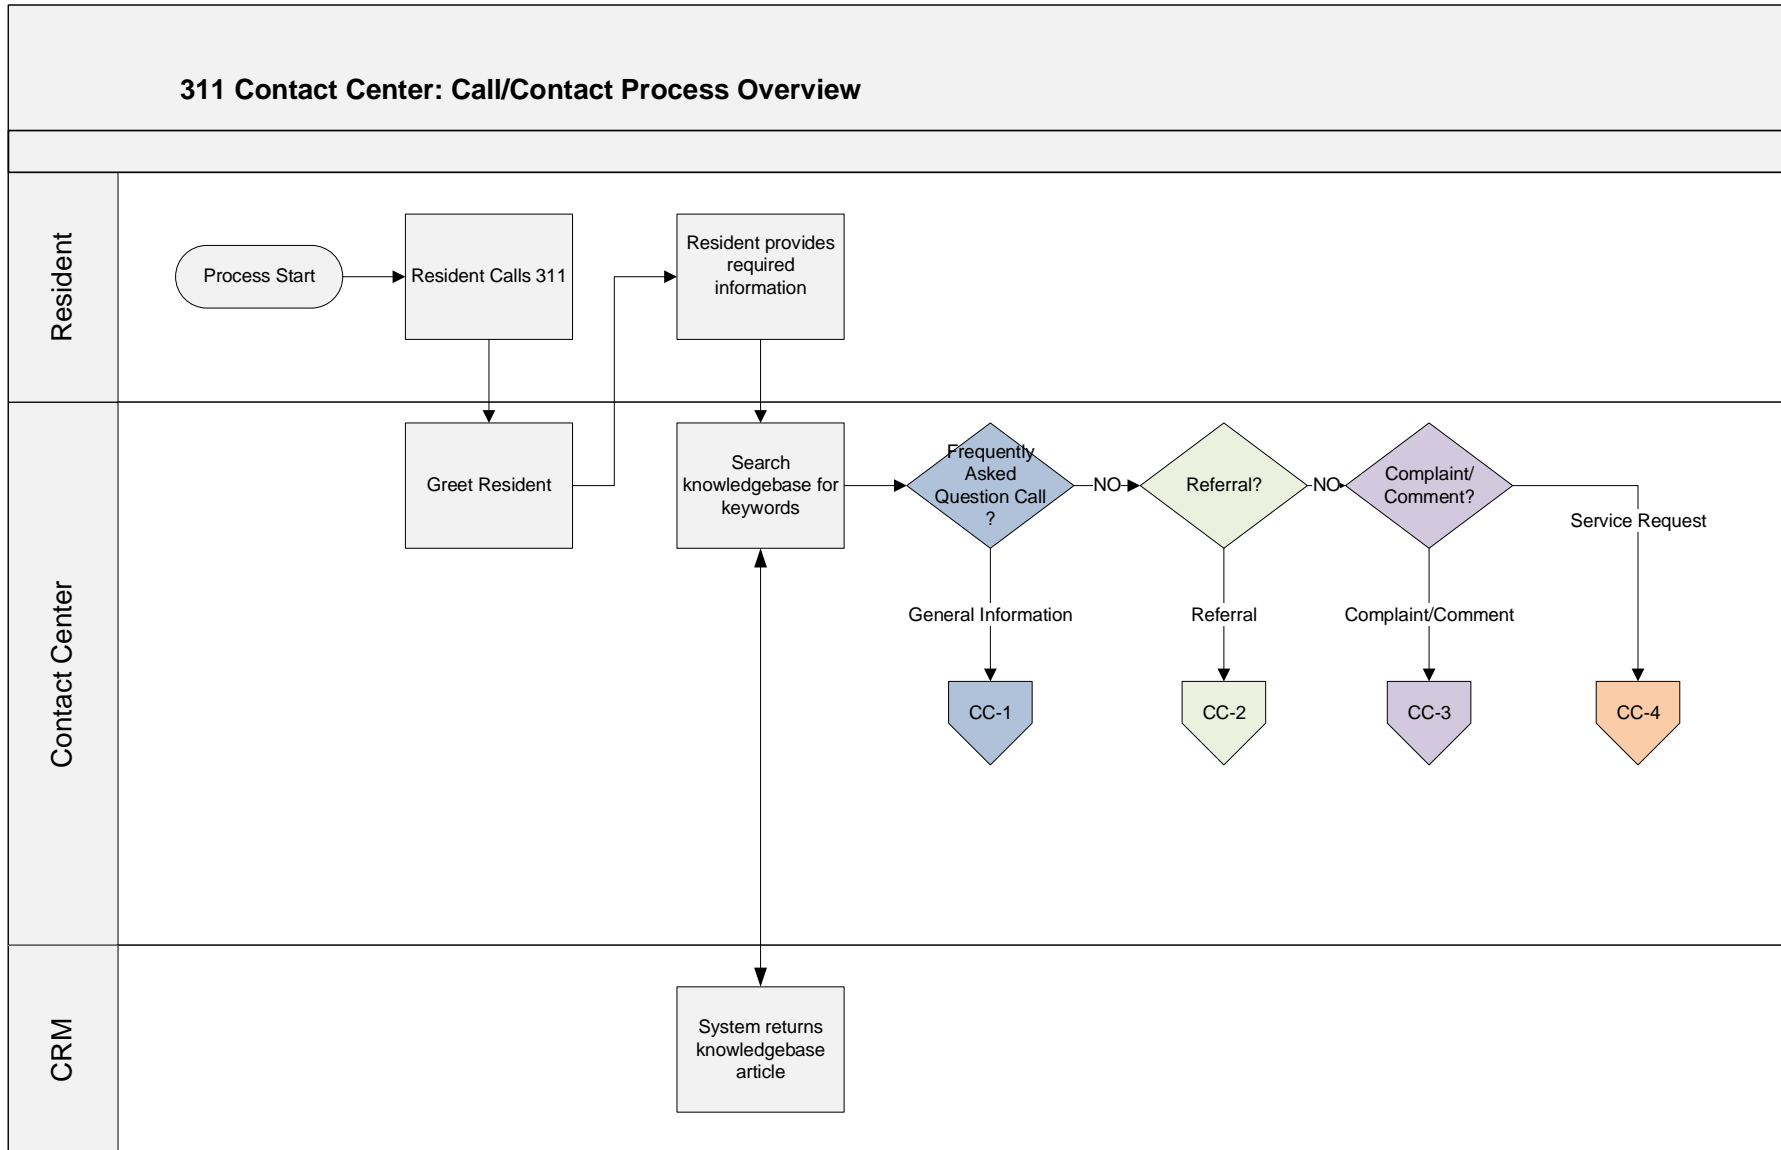 311 Contact Center: Call/Contact Process Overview
Resident
Process Start
Resident Calls 311
Resident provides
required
information
Contact Center
Greet Resident
Search
knowledgebase for
keywords
Frequently
Asked
Question Call
?
NO
Referral?
NO
Complaint/
Comment?
Service Request
General Information
Referral
Complaint/Comment
CC-1
CC-2
CC-3
CC-4
CRM
System returns
knowledgebase
article